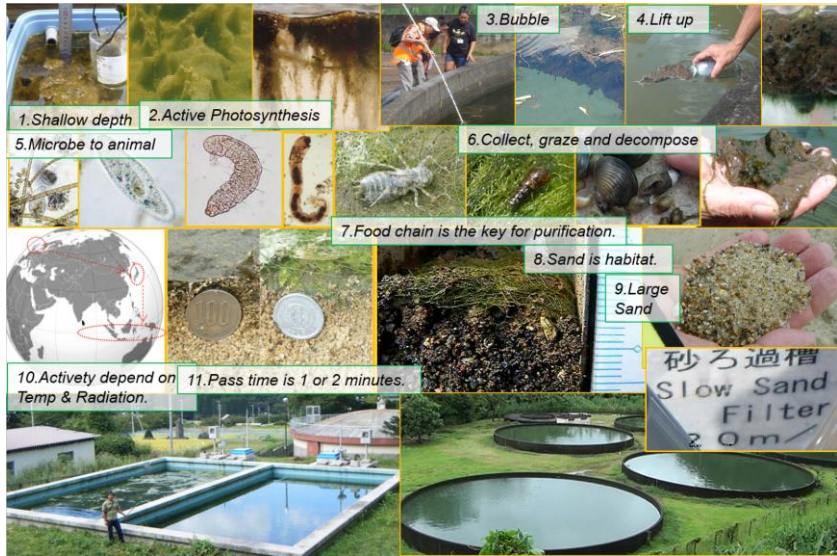 1.Shallow depth
2.Active Photosynthesis
3.Bubble
4.Lift up
5.Microbe to animal
6.Collect, graze and decompose
7.Food chain is the key for purification.
8.Sand is habitat.
9.Large
Sand
100
10.Activety depend on
Temp & Radiation.
11.Pass time is 1 or 2 minutes.
砂ろ過槽
Slow Sand
Filter